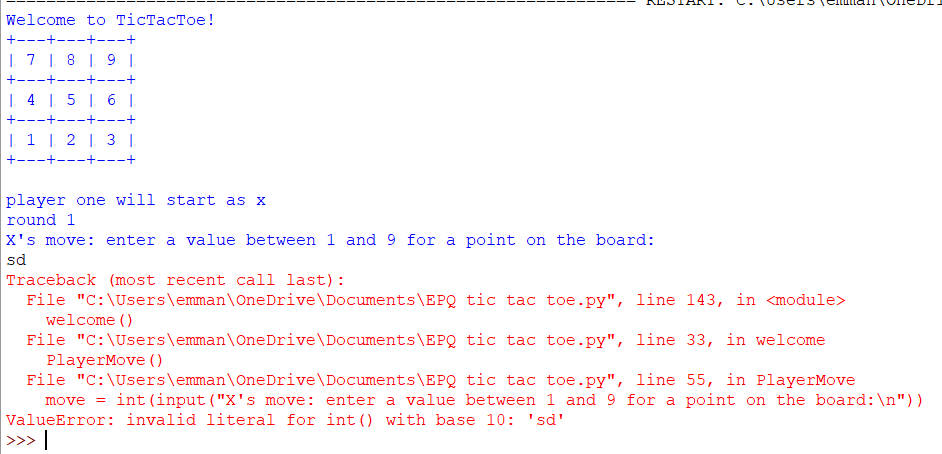 RESTART: C:\Users\emman\OneDri
Welcome to TicTacToe!
+---+---+---+
| 7 | 8 | 9 |
+---+---+---+
| 4 | 5 | 6 |
+---+---+---+
| 1 | 2 | 3 |
+---+---+---+
player one will start as x
round 1
X's move: enter a value between 1 and 9 for a point on the board:
sd
Traceback (most recent call last):
  File "C:\Users\emman\OneDrive\Documents\EPQ tic tac toe.py", line 143, in <module>
    welcome()
  File "C:\Users\emman\OneDrive\Documents\EPQ tic tac toe.py", line 33, in welcome
    PlayerMove()
  File "C:\Users\emman\OneDrive\Documents\EPQ tic tac toe.py", line 55, in PlayerMove
    move = int(input("X's move: enter a value between 1 and 9 for a point on the board:\n"))
ValueError: invalid literal for int() with base 10: 'sd'
>>>